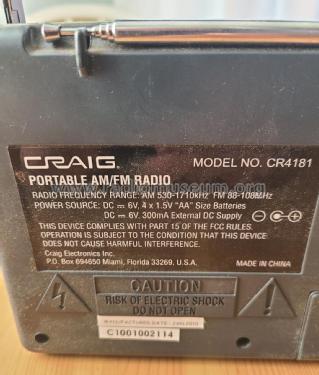 CRAIG MODEL NO. CR4181
PORTABLE AM/FM RADIO
RADIO FREQUENCY RANGE: AM 530-1710kHz FM 88-108MHz
POWER SOURCE: DC ⎓ 6V, 4 x 1.5V "AA" Size Batteries
DC ⎓ 6V, 300mA External DC Supply
THIS DEVICE COMPLIES WITH PART 15 OF THE FCC RULES.
OPERATION IS SUBJECT TO THE CONDITION THAT THIS DEVICE
DOES NOT CAUSE HARMFUL INTERFERENCE.
Craig Electronics Inc.
P.O. Box 694650 Miami, Florida 33269. U.S.A. MADE IN CHINA
CAUTION
RISK OF ELECTRIC SHOCK
DO NOT OPEN
MANUFACTURED DATE:
C1001002114